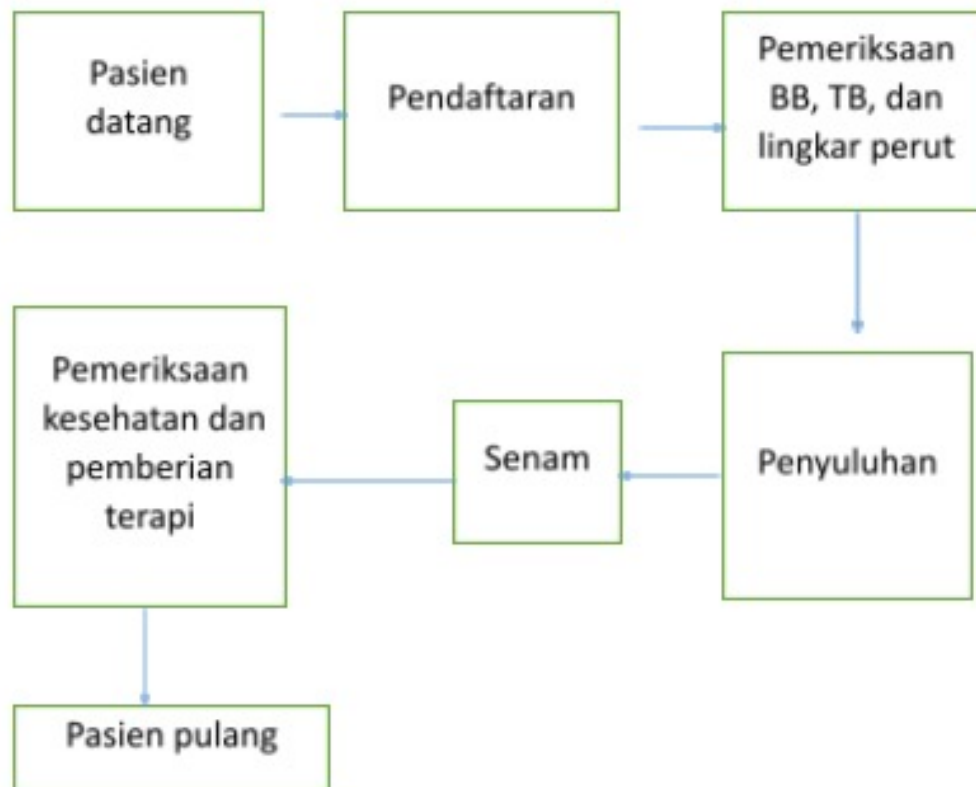 Pasien
datang
Pendaftaran
Pemeriksaan
BB, TB, dan
lingkar perut
Penyuluhan
Senam
Pemeriksaan
kesehatan dan
pemberian
terapi
Pasien pulang